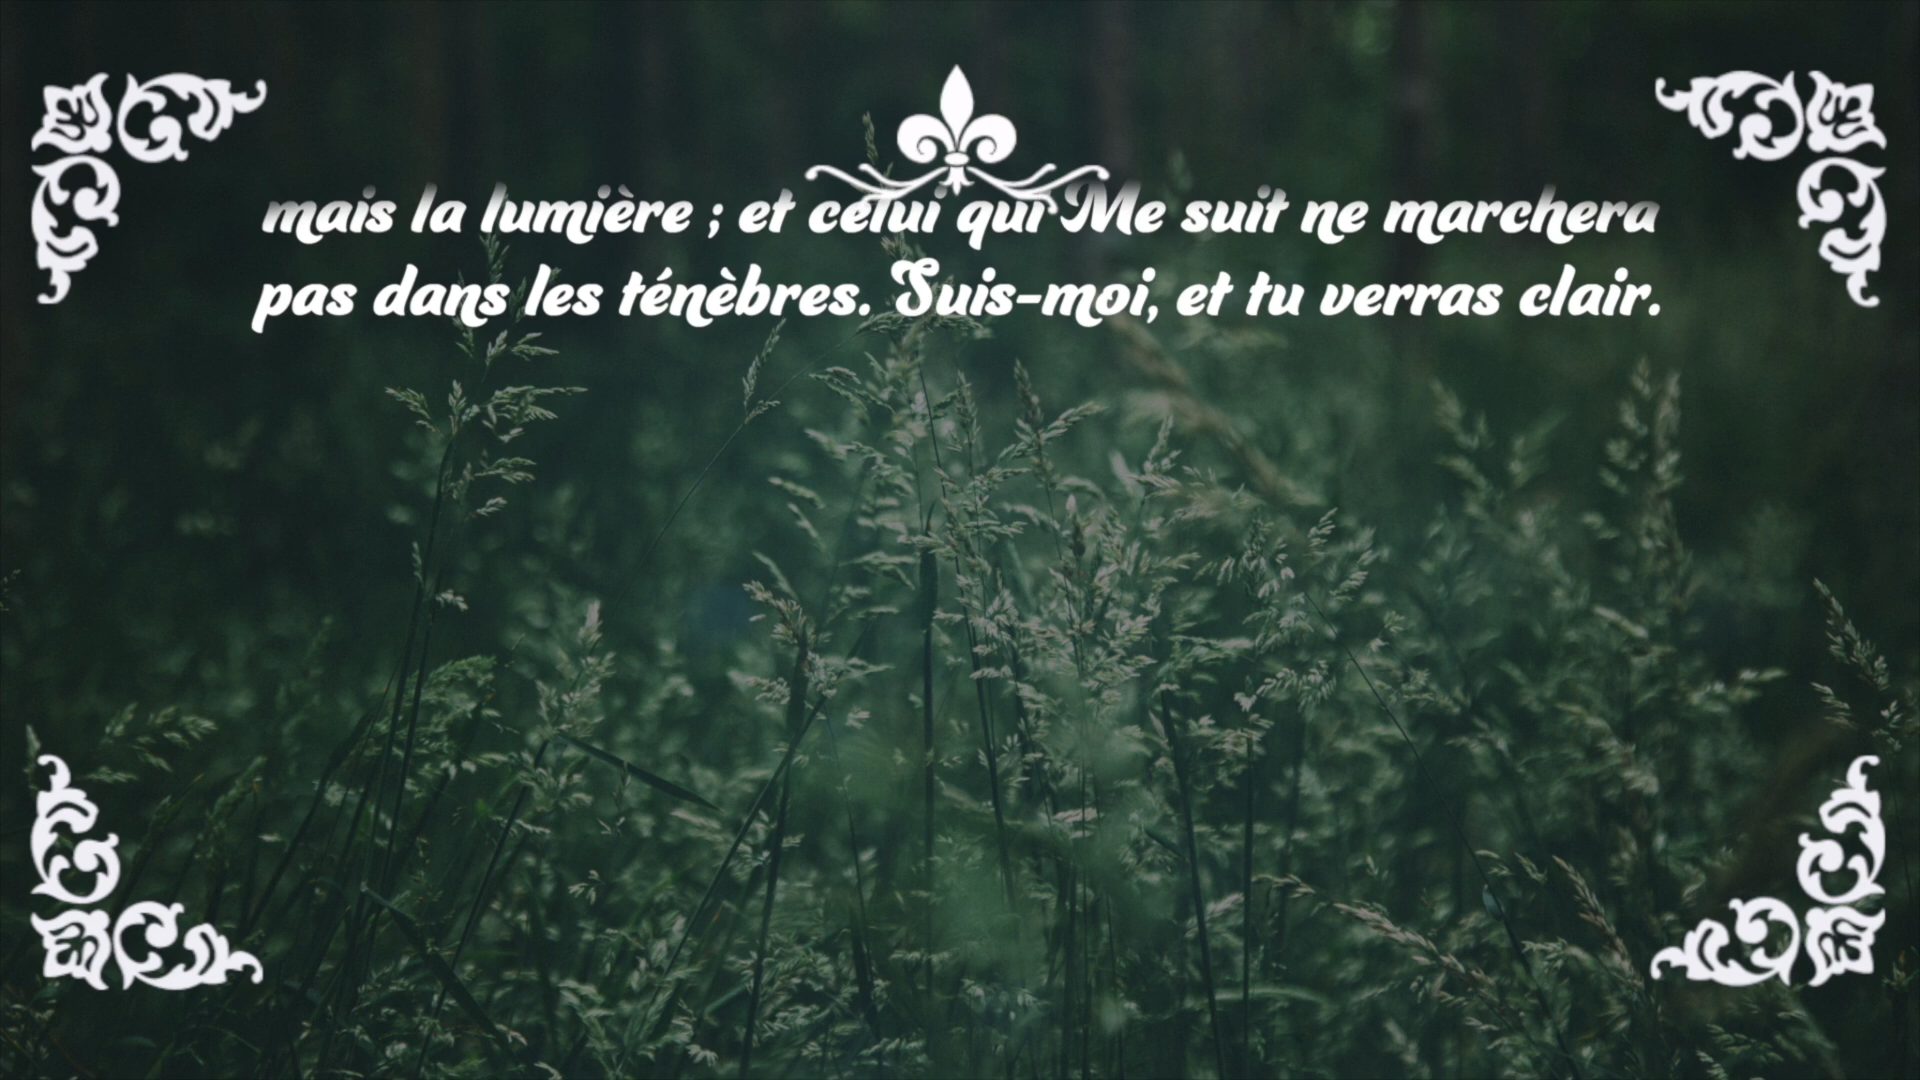 mais la lumière ; et celui qui Me suit ne marchera
pas dans les ténèbres. Suis-moi, et tu verras clair.